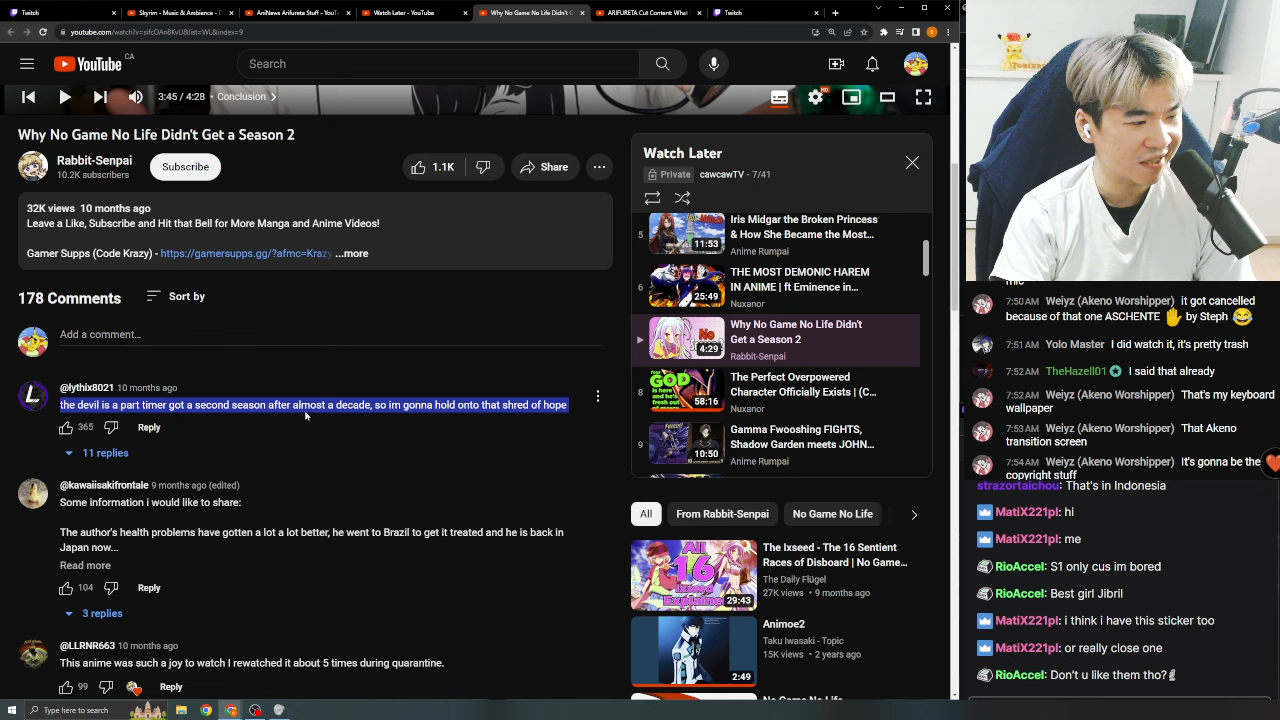 Twitch
Skyrim - Music & Ambience - D
AniNews Arifureta Stuff - YouT
Watch Later - YouTube
Why No Game No Life Didn't G
ARIFURETA Cut Content: What
Twitch
youtube.com/watch?v=sifcOAn8KvU&list=WL&index=9
YouTube CA
Search
3:45 / 4:28 • Conclusion
HD
Why No Game No Life Didn't Get a Season 2
Rabbit-Senpai
10.2K subscribers
Subscribe
1.1K
Share
32K views 10 months ago
Leave a Like, Subscribe and Hit that Bell for More Manga and Anime Videos!
Gamer Supps (Code Krazy) - https://gamersupps.gg/?afmc=Krazy ...more
178 Comments
Sort by
Add a comment...
@lythix8021 10 months ago
the devil is a part timer got a second season after almost a decade, so im gonna hold onto that shred of hope
365
Reply
11 replies
@kawaiisakifrontale 9 months ago (edited)
Some information i would like to share:
The author's health problems have gotten a lot a lot better, he went to Brazil to get it treated and he is back in
Japan now...
Read more
104
Reply
3 replies
@LLRNR663 10 months ago
This anime was such a joy to watch I rewatched it about 5 times during quarantine.
99
Reply
Type here to search
Watch Later
Private cawcawTV - 7/41
5
11:53
Iris Midgar the Broken Princess
& How She Became the Most...
Anime Rumpai
6
25:49
THE MOST DEMONIC HAREM
IN ANIME | ft Eminence in...
Nuxanor
No
4:29
Why No Game No Life Didn't
Get a Season 2
Rabbit-Senpai
8
GOD
58:16
The Perfect Overpowered
Character Officially Exists | (C...
Nuxanor
9
10:50
Gamma Fwooshing FIGHTS,
Shadow Garden meets JOHN...
Anime Rumpai
All
From Rabbit-Senpai
No Game No Life
All
16
29:43
The Ixseed - The 16 Sentient
Races of Disboard | No Game...
The Daily Flügel
27K views • 9 months ago
2:49
Animoe2
Taku Iwasaki - Topic
15K views • 2 years ago
No Game No Life
mic
7:50 AM Weiyz (Akeno Worshipper) it got cancelled
because of that one ASCHENTE ✋ by Steph 😂
7:51 AM Yolo Master I did watch it, it's pretty trash
7:52 AM TheHazell01 I said that already
7:52 AM Weiyz (Akeno Worshipper) That's my keyboard
wallpaper
7:53 AM Weiyz (Akeno Worshipper) That Akeno
transition screen
7:54 AM Weiyz (Akeno Worshipper) It's gonna be the
copyright stuff
strazortaichou: That's in Indonesia
MatiX221pl: hi
MatiX221pl: me
RioAccel: S1 only cus im bored
RioAccel: Best girl Jibril
MatiX221pl: i think i have this sticker too
MatiX221pl: or really close one
RioAccel: Don't u like them tho?